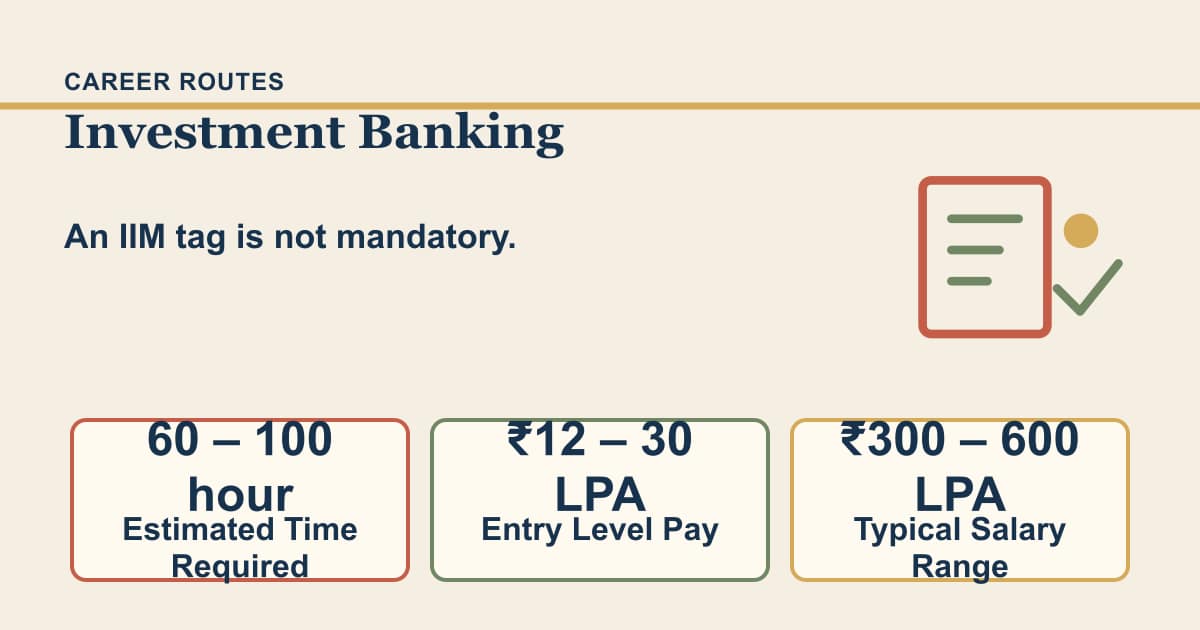 CAREER ROUTES
Investment Banking
An IIM tag is not mandatory.
60 – 100
hour
Estimated Time
Required
₹12 – 30
LPA
Entry Level Pay
₹300 – 600
LPA
Typical Salary
Range